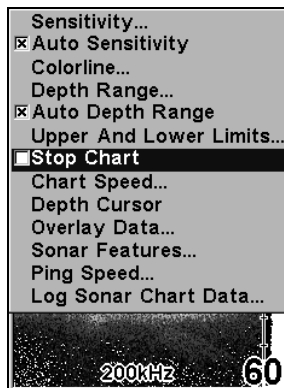 Sensitivity...
Auto Sensitivity
Colorline...
Depth Range...
Auto Depth Range
Upper And Lower Limits...
Stop Chart
Chart Speed...
Depth Cursor
Overlay Data...
Sonar Features...
Ping Speed...
Log Sonar Chart Data...
200kHz 60